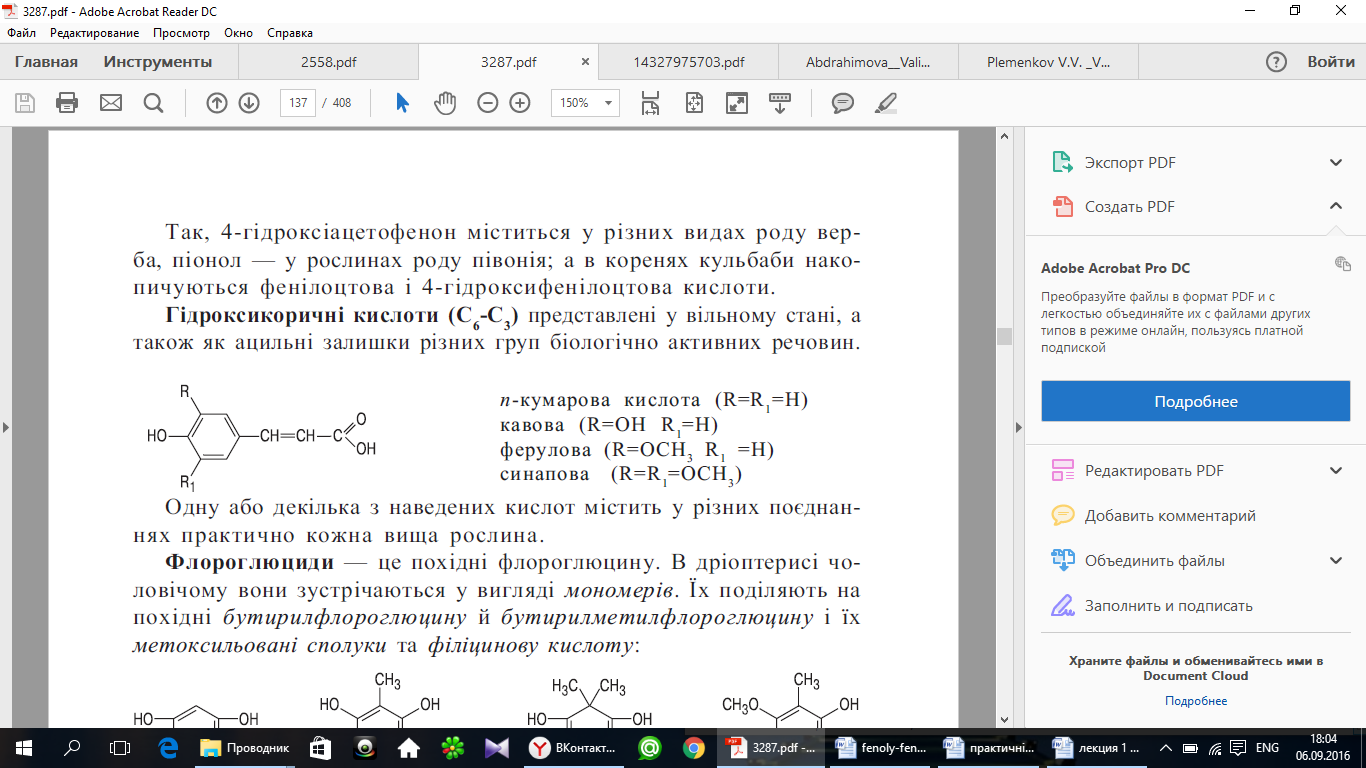 3287.pdf - Adobe Acrobat Reader DC
Файл Редактирование Просмотр Окно Справка
Главная Инструменты 2558.pdf 3287.pdf × 14327975703.pdf Abdrahimova__Vali... Plemenkov V.V. _V... ? Войти
137 / 408 150%
Так, 4-гідроксіацетофенон міститься у різних видах роду вер-
ба, піонол — у рослинах роду півонія; а в коренях кульбаби нако-
пичуються фенілоцтова і 4-гідроксифенілоцтова кислоти.
Гідроксикоричні кислоти (C6-C3) представлені у вільному стані, а
також як ацильні залишки різних груп біологічно активних речовин.
R
HO CH=CH—C O
OH
R1
п-кумарова кислота (R=R1=H)
кавова (R=OH R1=H)
ферулова (R=OCH3 R1 =H)
синапова (R=R1=OCH3)
Одну або декілька з наведених кислот містить у різних поєднан-
нях практично кожна вища рослина.
Флороглюциди — це похідні флороглюцину. В дріоптерисі чо-
ловічому вони зустрічаються у вигляді мономерів. Їх поділяють на
похідні бутирилфлороглюцину й бутирилметилфлороглюцину і їх
метоксильовані сполуки та філіцинову кислоту:
CH3 H3C CH3 CH3
HO OH HO OH HO OH CH3O OH
Экспорт PDF
Создать PDF
Adobe Acrobat Pro DC
Преобразуйте файлы в формат PDF и с
легкостью объединяйте их с файлами других
типов в режиме онлайн, пользуясь платной
подпиской
Подробнее
Редактировать PDF
Добавить комментарий
Объединить файлы
Заполнить и подписать
Храните файлы и обменивайтесь ими в
Document Cloud
Подробнее
Проводник ВКонтакт... 3287.pdf -... fenoly-fen... практичні... лекция 1 ... ENG 18:04
06.09.2016